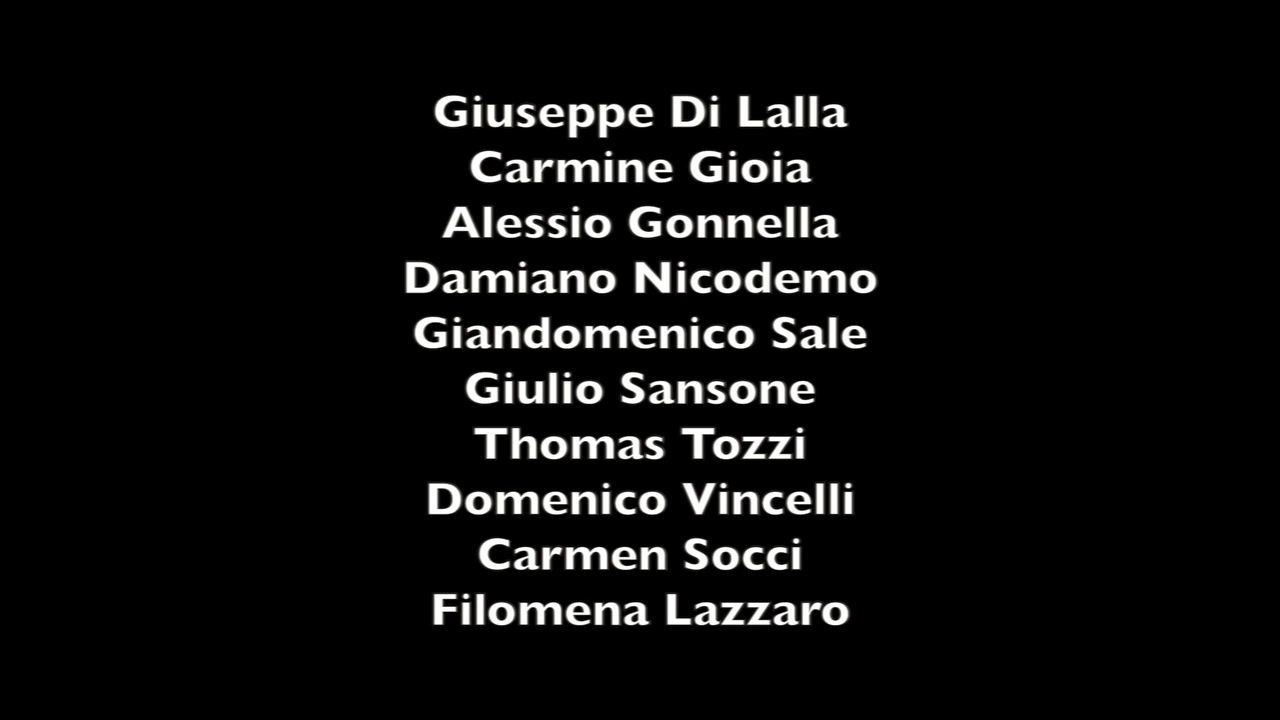 Giuseppe Di Lalla
Carmine Gioia
Alessio Gonnella
Damiano Nicodemo
Giandomenico Sale
Giulio Sansone
Thomas Tozzi
Domenico Vincelli
Carmen Socci
Filomena Lazzaro